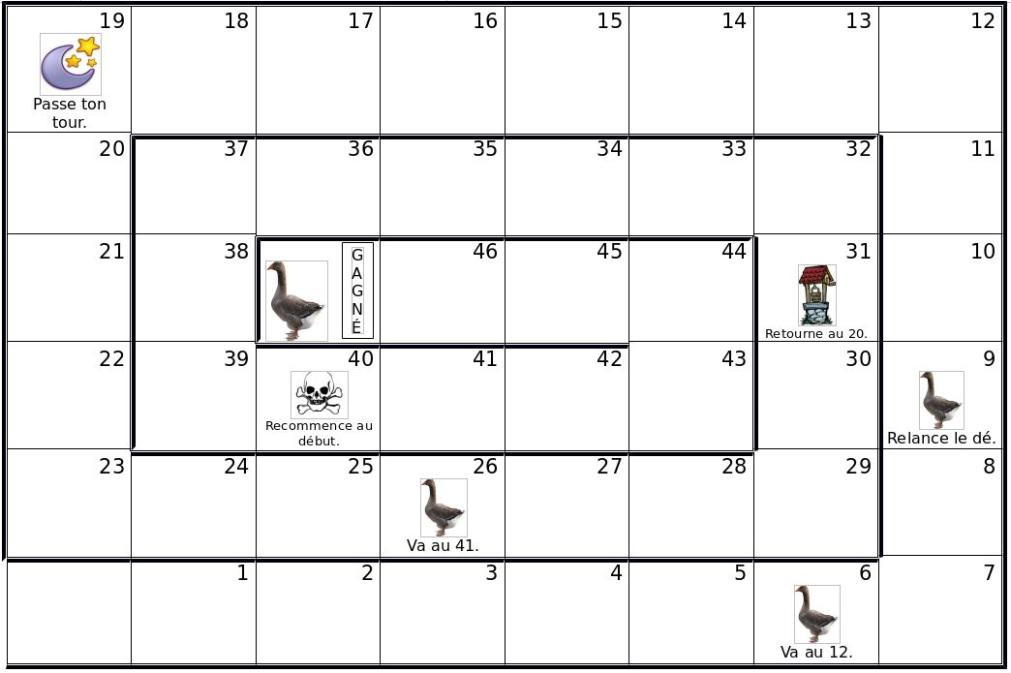 19 18 17 16 15 14 13 12
Passe ton
tour.
20 37 36 35 34 33 32 11
21 38 46 45 44 31 10
G
A
G
N
É
Retourne au 20.
22 39 40 41 42 43 30 9
Recommence au
début.
Relance le dé.
23 24 25 26 27 28 29 8
Va au 41.
1 2 3 4 5 6 7
Va au 12.